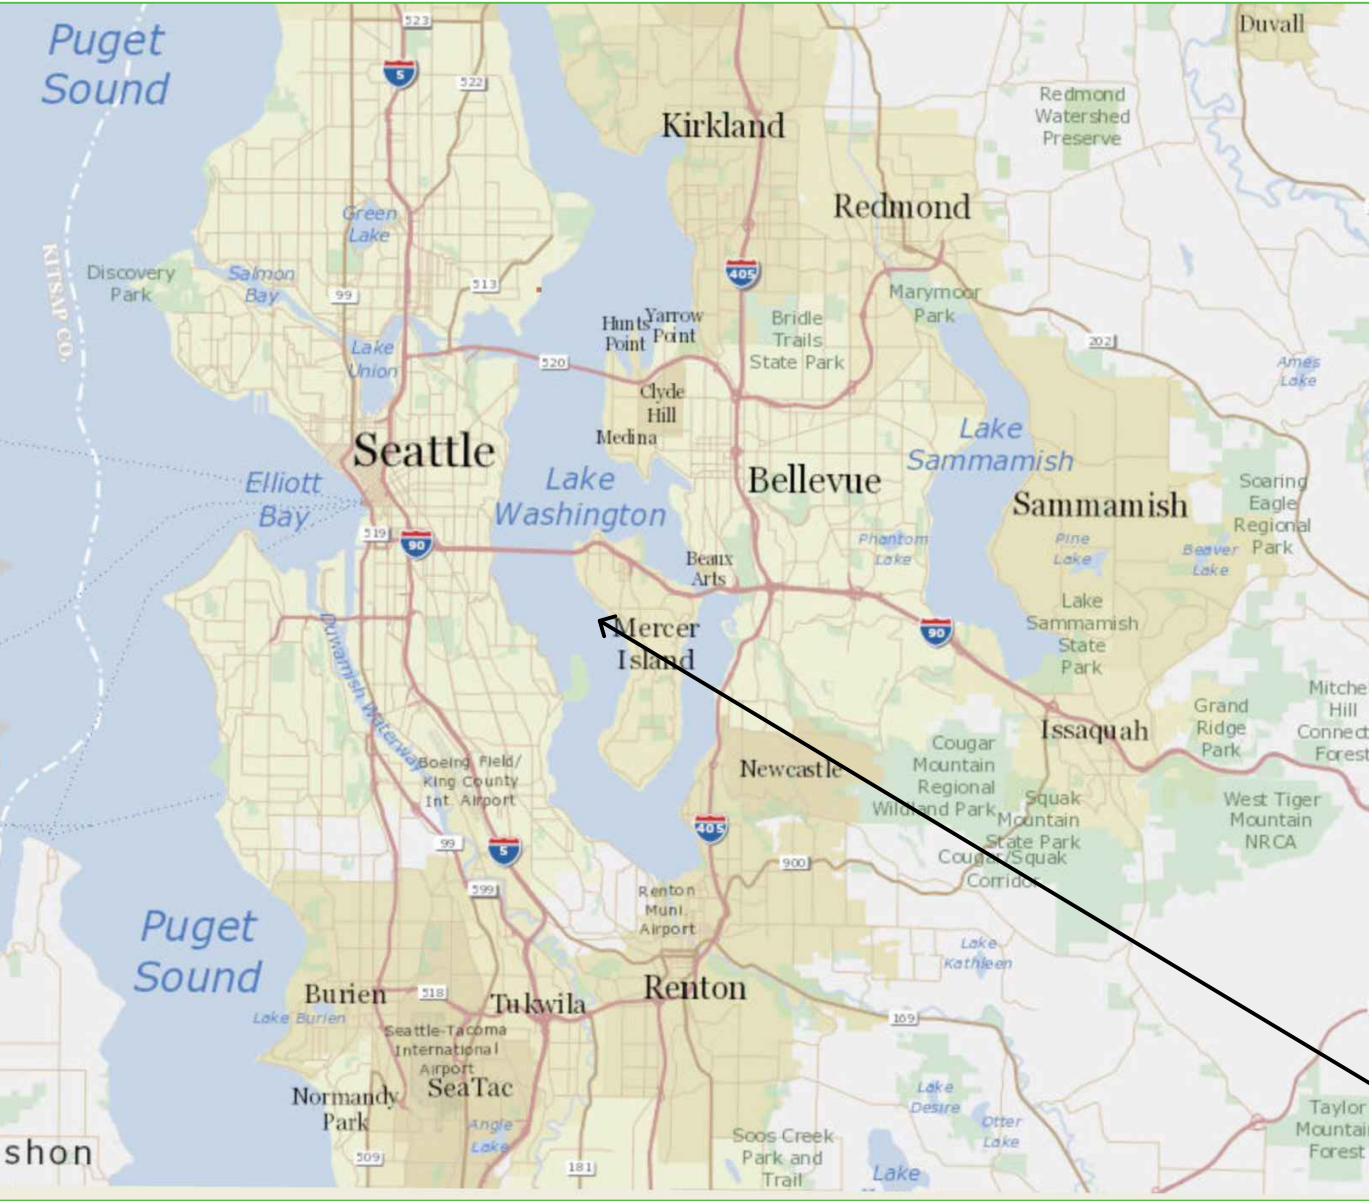 Puget
Sound
523
5
522
Duvall
Redmond
Watershed
Preserve
Kirkland
Redmond
Green
Lake
KITSAP CO.
Discovery
Park
Salmon
Bay
99
513
405
Marymoor
Park
Hunts
Point
Yarrow
Point
Bridle
Trails
State Park
202
Lake
Union
520
Ames
Lake
Clyde
Hill
Medina
Seattle
Lake
Sammamish
Elliott
Bay
Lake
Washington
Bellevue
Sammamish
Soaring
Eagle
Regional
Park
519
90
Phantom
Lake
Pine
Lake
Beaver
Lake
Beaux
Arts
Lake
Sammamish
State
Park
90
Mercer
Island
Duwamish Waterway
Mitche
Hill
Connect
Forest
Grand
Ridge
Park
Issaquah
Boeing Field/
King County
Int. Airport
Newcastle
Cougar
Mountain
Regional
Wildland Park
Squak
Mountain
State Park
West Tiger
Mountain
NRCA
405
99
5
Cougar/Squak
Corridor
900
599
Renton
Muni.
Airport
Puget
Sound
Lake
Kathleen
Burien
518
Tukwila
Renton
Lake Burien
169
Seattle-Tacoma
International
Airport
SeaTac
Normandy
Park
Lake
Desire
Otter
Lake
Taylor
Mountai
Forest
Angle
Lake
shon
509
181
Soos Creek
Park and
Trail
Lake